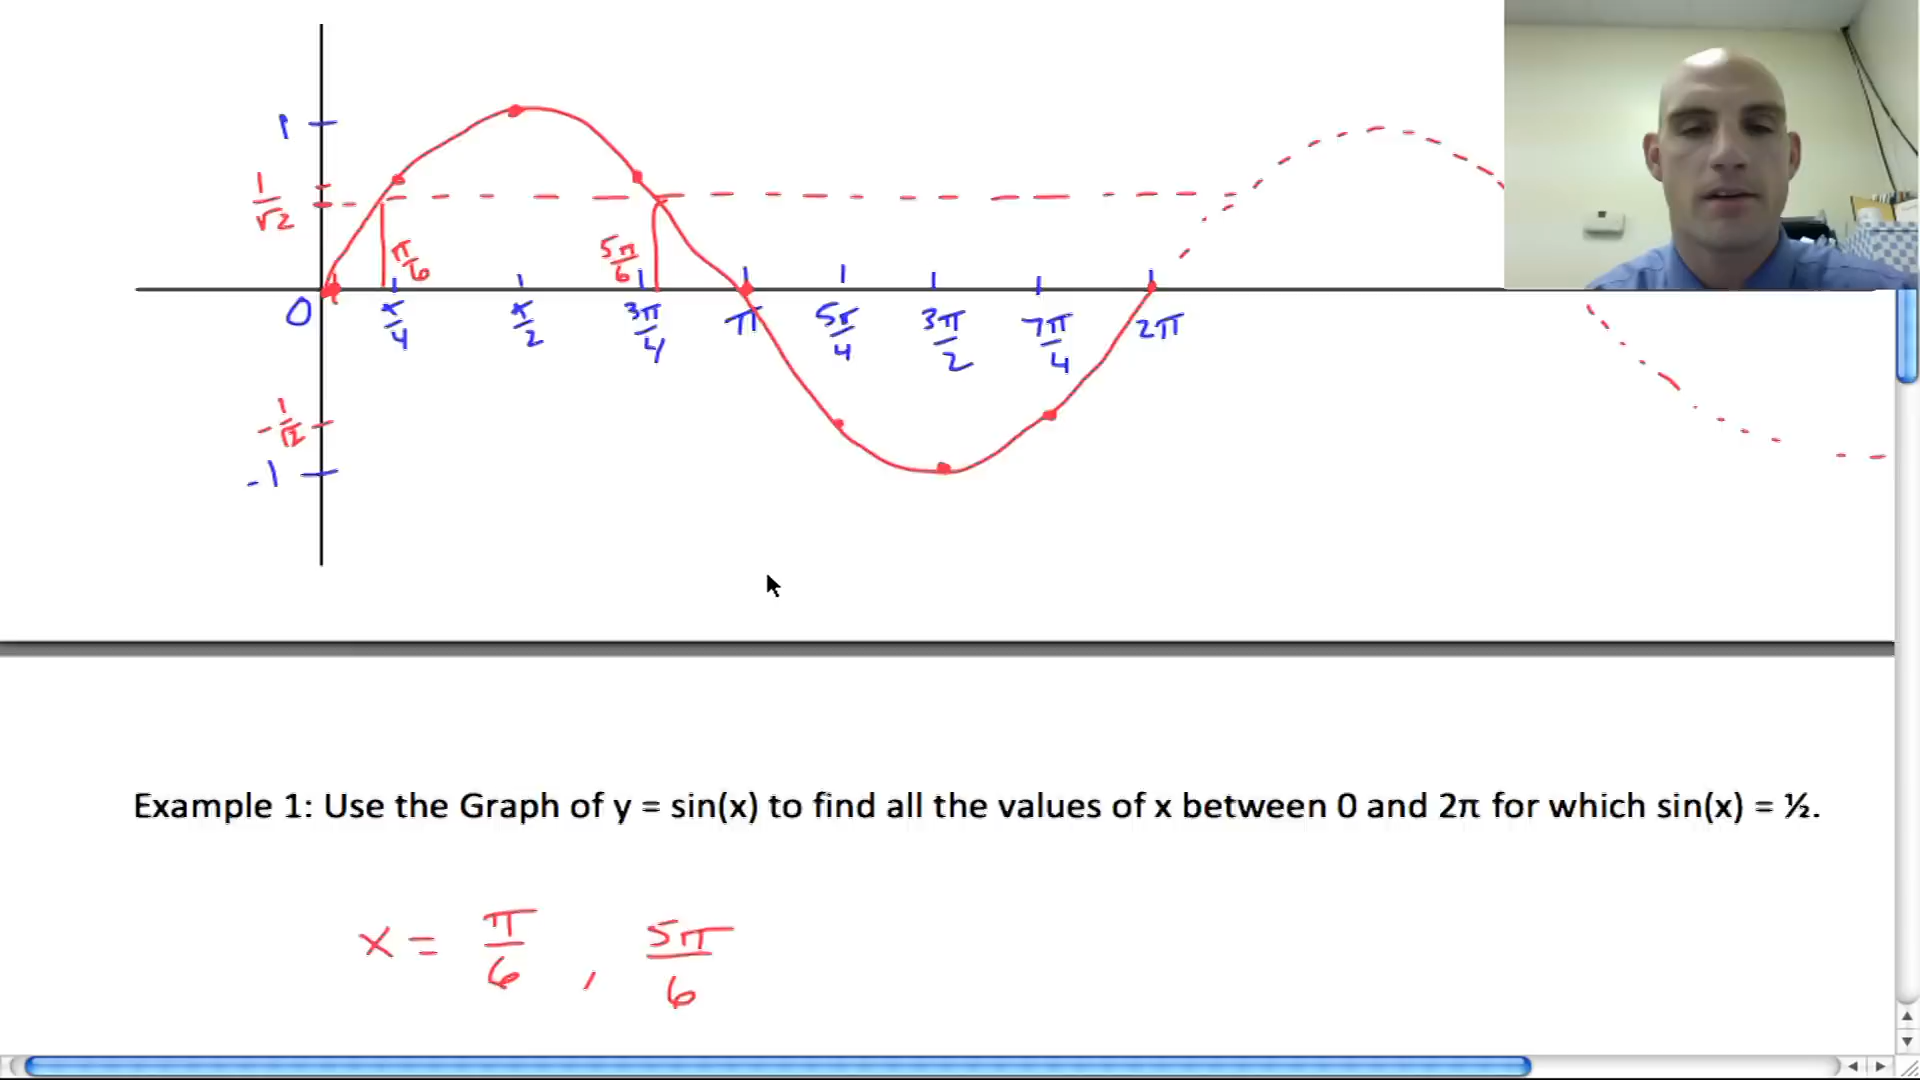 1
1/√2
π/6
5π/6
0
π/4
π/2
3π/4
π
5π/4
3π/2
7π/4
2π
-1/√2
-1
Example 1: Use the Graph of y = sin(x) to find all the values of x between 0 and 2π for which sin(x) = ½.
x = π/6 , 5π/6